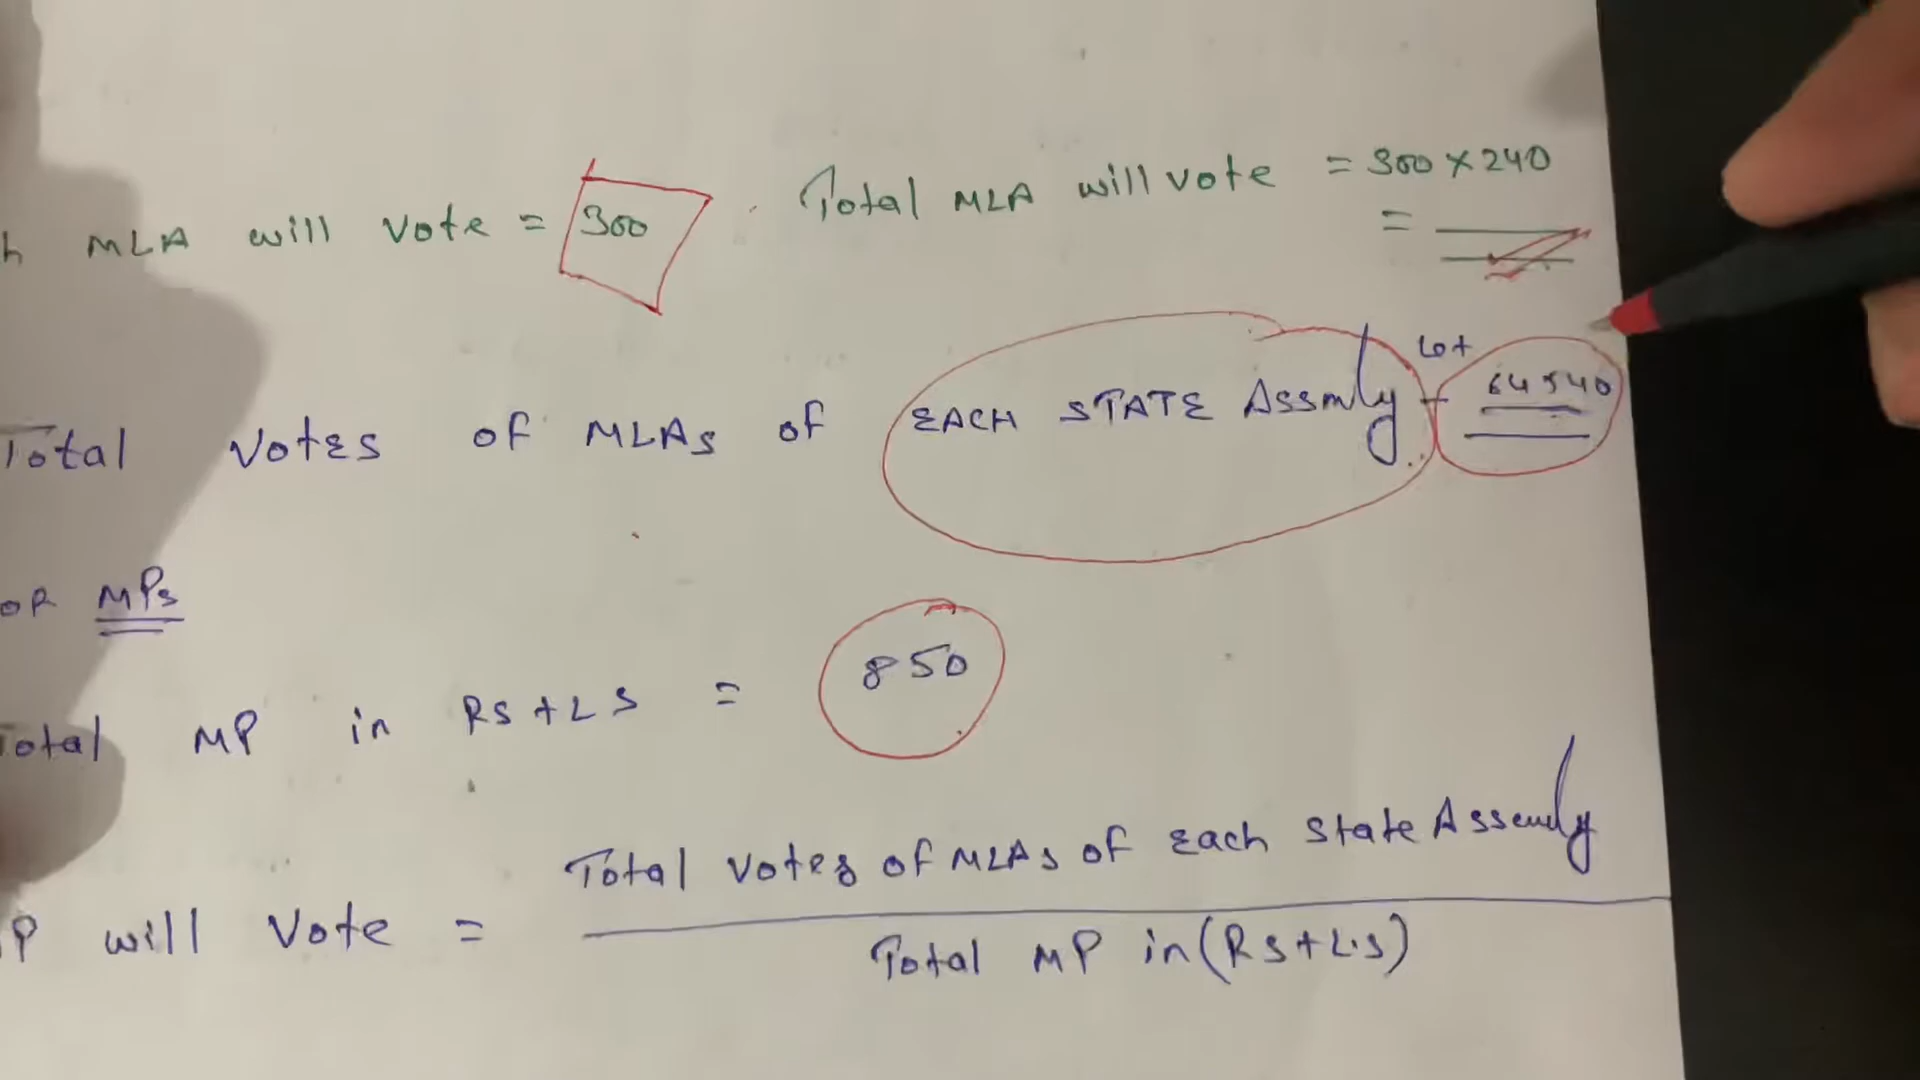 h MLA will vote = 300 Total MLA will vote = 300 x 240
=
Total Votes of MLAs of EACH STATE Assmly - Let 64540
OR MPs
Total MP in RS+LS = 850
Total Votes of MLAs of Each State Assemly
P will Vote =
Total MP in (RS+L.S)